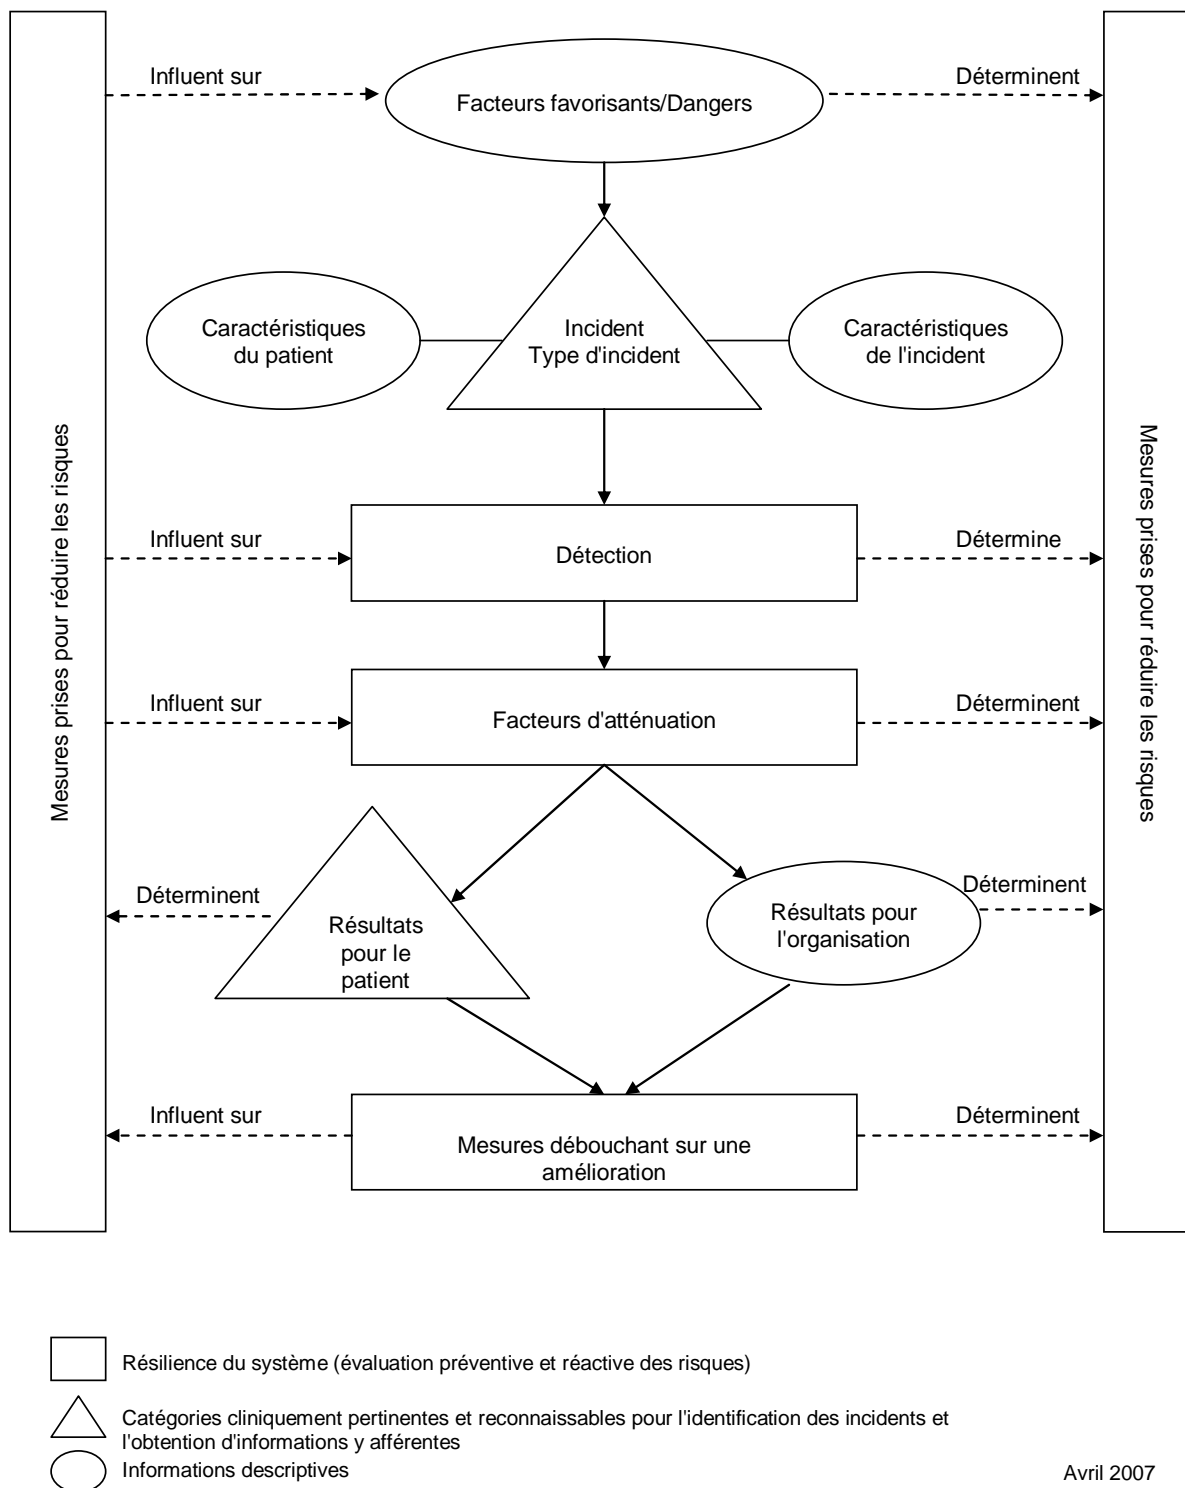 Influent sur
Déterminent
Facteurs favorisants/Dangers
Caractéristiques
du patient
Incident
Type d'incident
Caractéristiques
de l'incident
Mesures prises pour réduire les risques
Mesures prises pour réduire les risques
Influent sur
Détection
Détermine
Influent sur
Facteurs d'atténuation
Déterminent
Déterminent
Résultats
pour le
patient
Résultats pour
l'organisation
Déterminent
Influent sur
Mesures débouchant sur une
amélioration
Déterminent
Résilience du système (évaluation préventive et réactive des risques)
Catégories cliniquement pertinentes et reconnaissables pour l'identification des incidents et
l'obtention d'informations y afférentes
Informations descriptives
Avril 2007